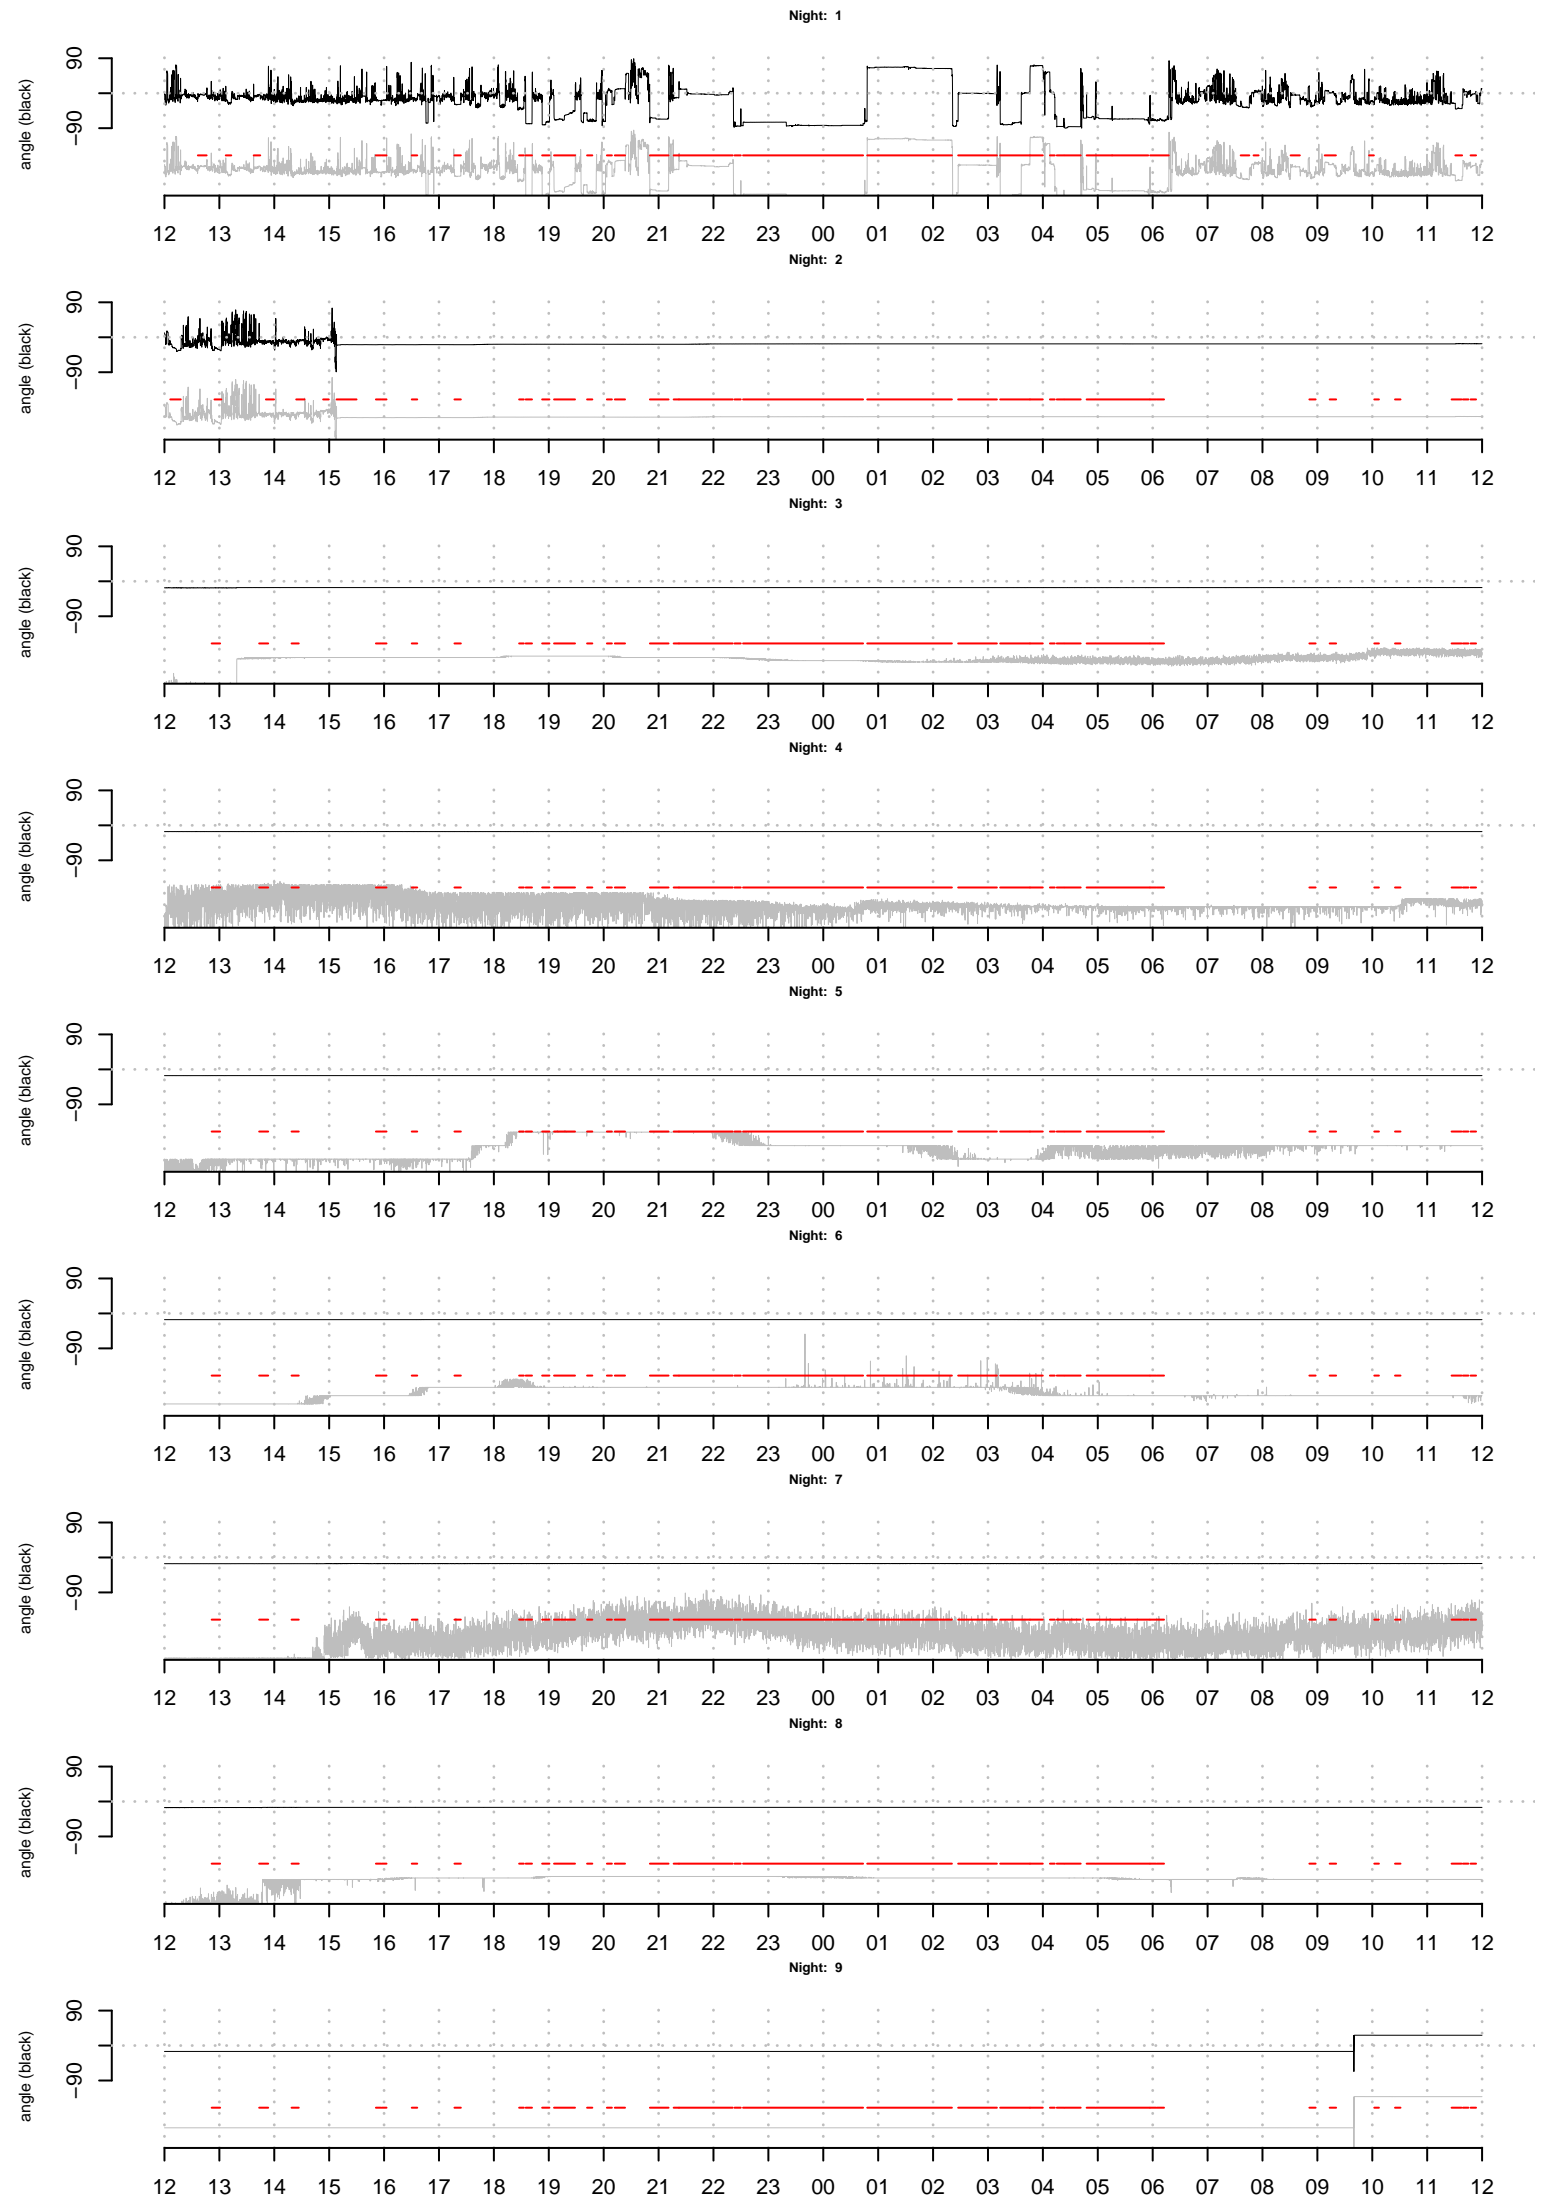 Night: 1
90
-90
angle (black)
12 13 14 15 16 17 18 19 20 21 22 23 00 01 02 03 04 05 06 07 08 09 10 11 12
Night: 2
90
-90
angle (black)
12 13 14 15 16 17 18 19 20 21 22 23 00 01 02 03 04 05 06 07 08 09 10 11 12
Night: 3
90
-90
angle (black)
12 13 14 15 16 17 18 19 20 21 22 23 00 01 02 03 04 05 06 07 08 09 10 11 12
Night: 4
90
-90
angle (black)
12 13 14 15 16 17 18 19 20 21 22 23 00 01 02 03 04 05 06 07 08 09 10 11 12
Night: 5
90
-90
angle (black)
12 13 14 15 16 17 18 19 20 21 22 23 00 01 02 03 04 05 06 07 08 09 10 11 12
Night: 6
90
-90
angle (black)
12 13 14 15 16 17 18 19 20 21 22 23 00 01 02 03 04 05 06 07 08 09 10 11 12
Night: 7
90
-90
angle (black)
12 13 14 15 16 17 18 19 20 21 22 23 00 01 02 03 04 05 06 07 08 09 10 11 12
Night: 8
90
-90
angle (black)
12 13 14 15 16 17 18 19 20 21 22 23 00 01 02 03 04 05 06 07 08 09 10 11 12
Night: 9
90
-90
angle (black)
12 13 14 15 16 17 18 19 20 21 22 23 00 01 02 03 04 05 06 07 08 09 10 11 12